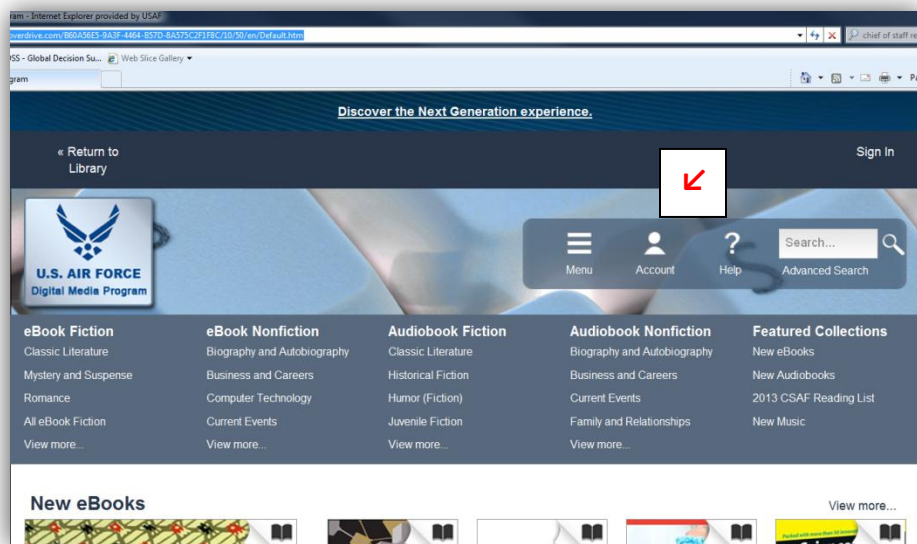 ram - Internet Explorer provided by USAF
overdrive.com/B60A56E5-9A3F-4464-B57D-8A575C2F1F8C/10/50/en/Default.htm
chief of staff re
SS - Global Decision Su...
Web Slice Gallery
gram
Discover the Next Generation experience.
« Return to
Library
Sign In
U.S. AIR FORCE
Digital Media Program
Menu
Account
? Help
Search...
Advanced Search
eBook Fiction
Classic Literature
Mystery and Suspense
Romance
All eBook Fiction
View more...
eBook Nonfiction
Biography and Autobiography
Business and Careers
Computer Technology
Current Events
View more...
Audiobook Fiction
Classic Literature
Historical Fiction
Humor (Fiction)
Juvenile Fiction
View more...
Audiobook Nonfiction
Biography and Autobiography
Business and Careers
Current Events
Family and Relationships
View more...
Featured Collections
New eBooks
New Audiobooks
2013 CSAF Reading List
New Music
New eBooks
View more...